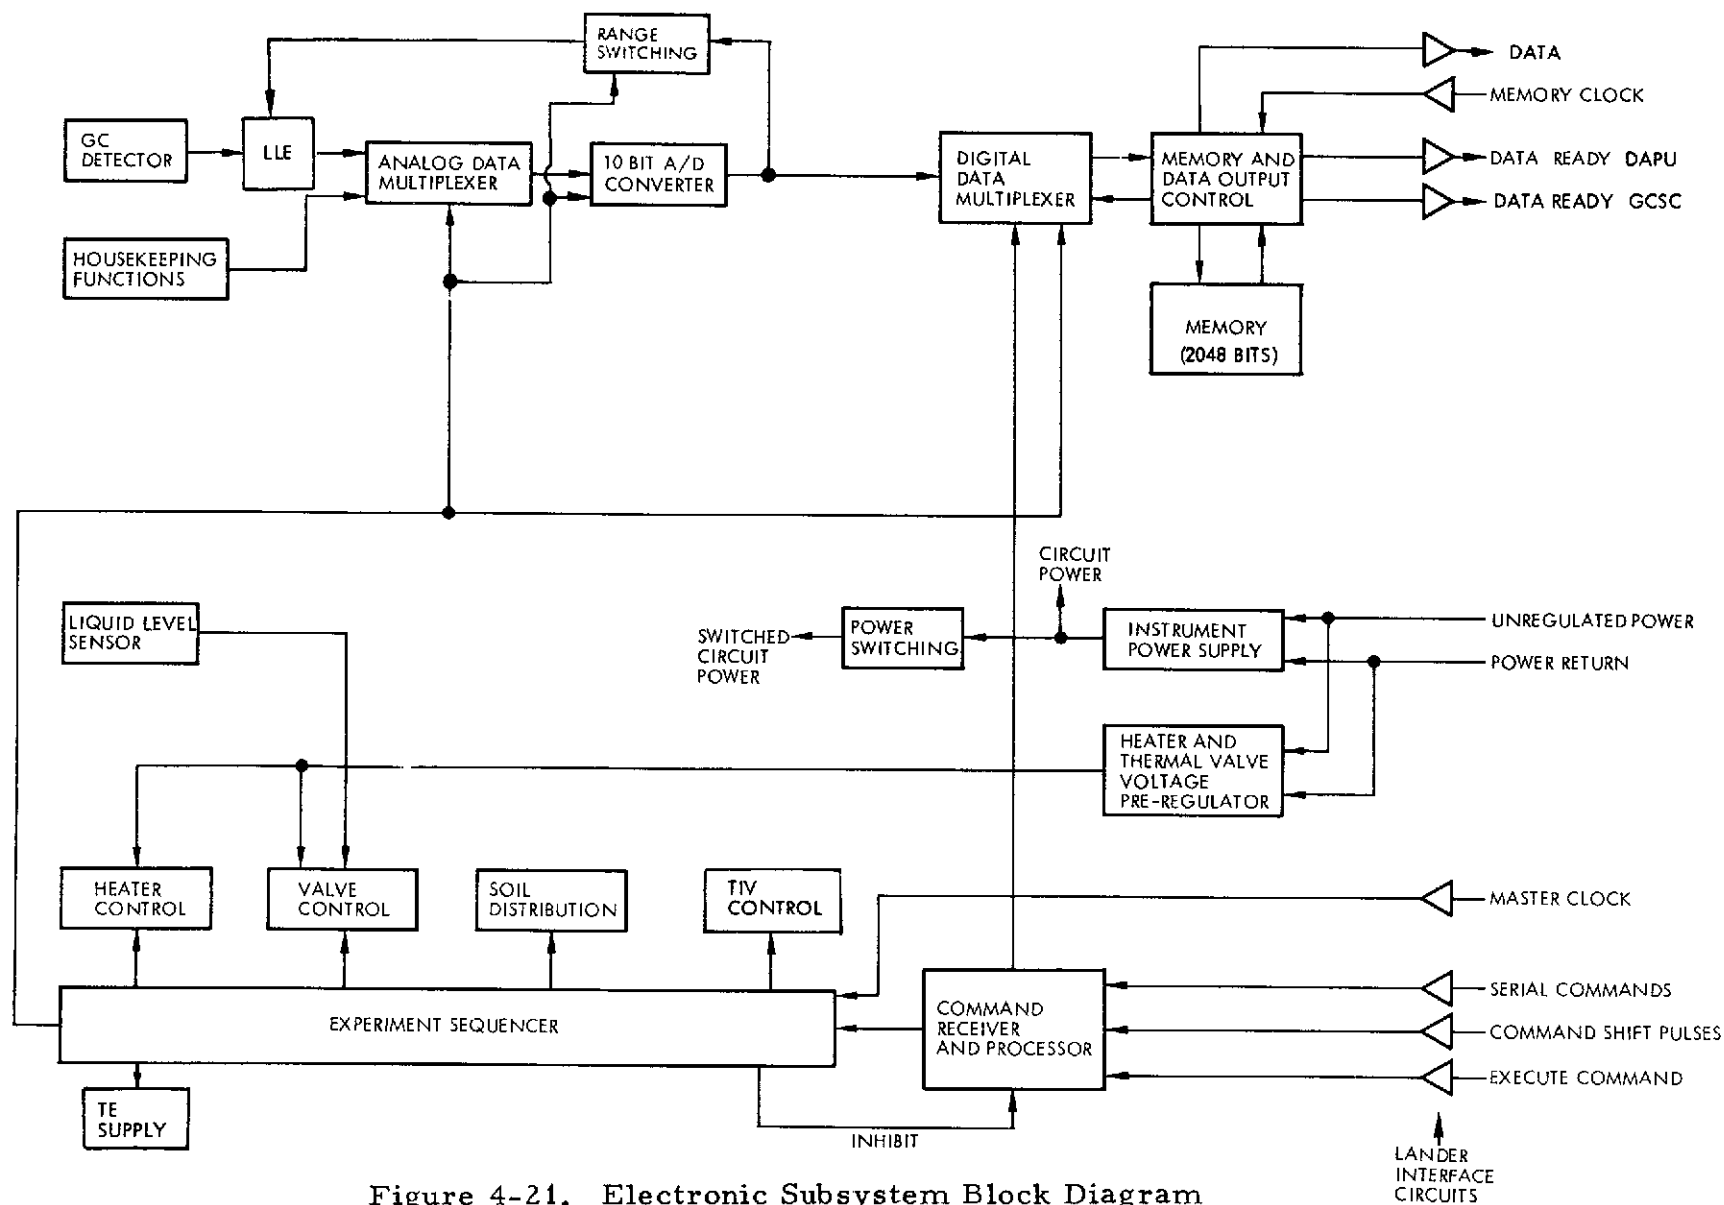 RANGE
SWITCHING
DATA
MEMORY CLOCK
GC
DETECTOR
LLE
ANALOG DATA
MULTIPLEXER
10 BIT A/D
CONVERTER
DIGITAL
DATA
MULTIPLEXER
MEMORY AND
DATA OUTPUT
CONTROL
DATA READY DAPU
DATA READY GCSC
HOUSEKEEPING
FUNCTIONS
MEMORY
(2048 BITS)
CIRCUIT
POWER
LIQUID LEVEL
SENSOR
SWITCHED
CIRCUIT
POWER
POWER
SWITCHING
INSTRUMENT
POWER SUPPLY
UNREGULATED POWER
POWER RETURN
HEATER AND
THERMAL VALVE
VOLTAGE
PRE-REGULATOR
HEATER
CONTROL
VALVE
CONTROL
SOIL
DISTRIBUTION
TIV
CONTROL
MASTER CLOCK
EXPERIMENT SEQUENCER
COMMAND
RECEIVER
AND PROCESSOR
SERIAL COMMANDS
COMMAND SHIFT PULSES
EXECUTE COMMAND
TE
SUPPLY
INHIBIT
LANDER
INTERFACE
CIRCUITS
Figure 4-21. Electronic Subsystem Block Diagram